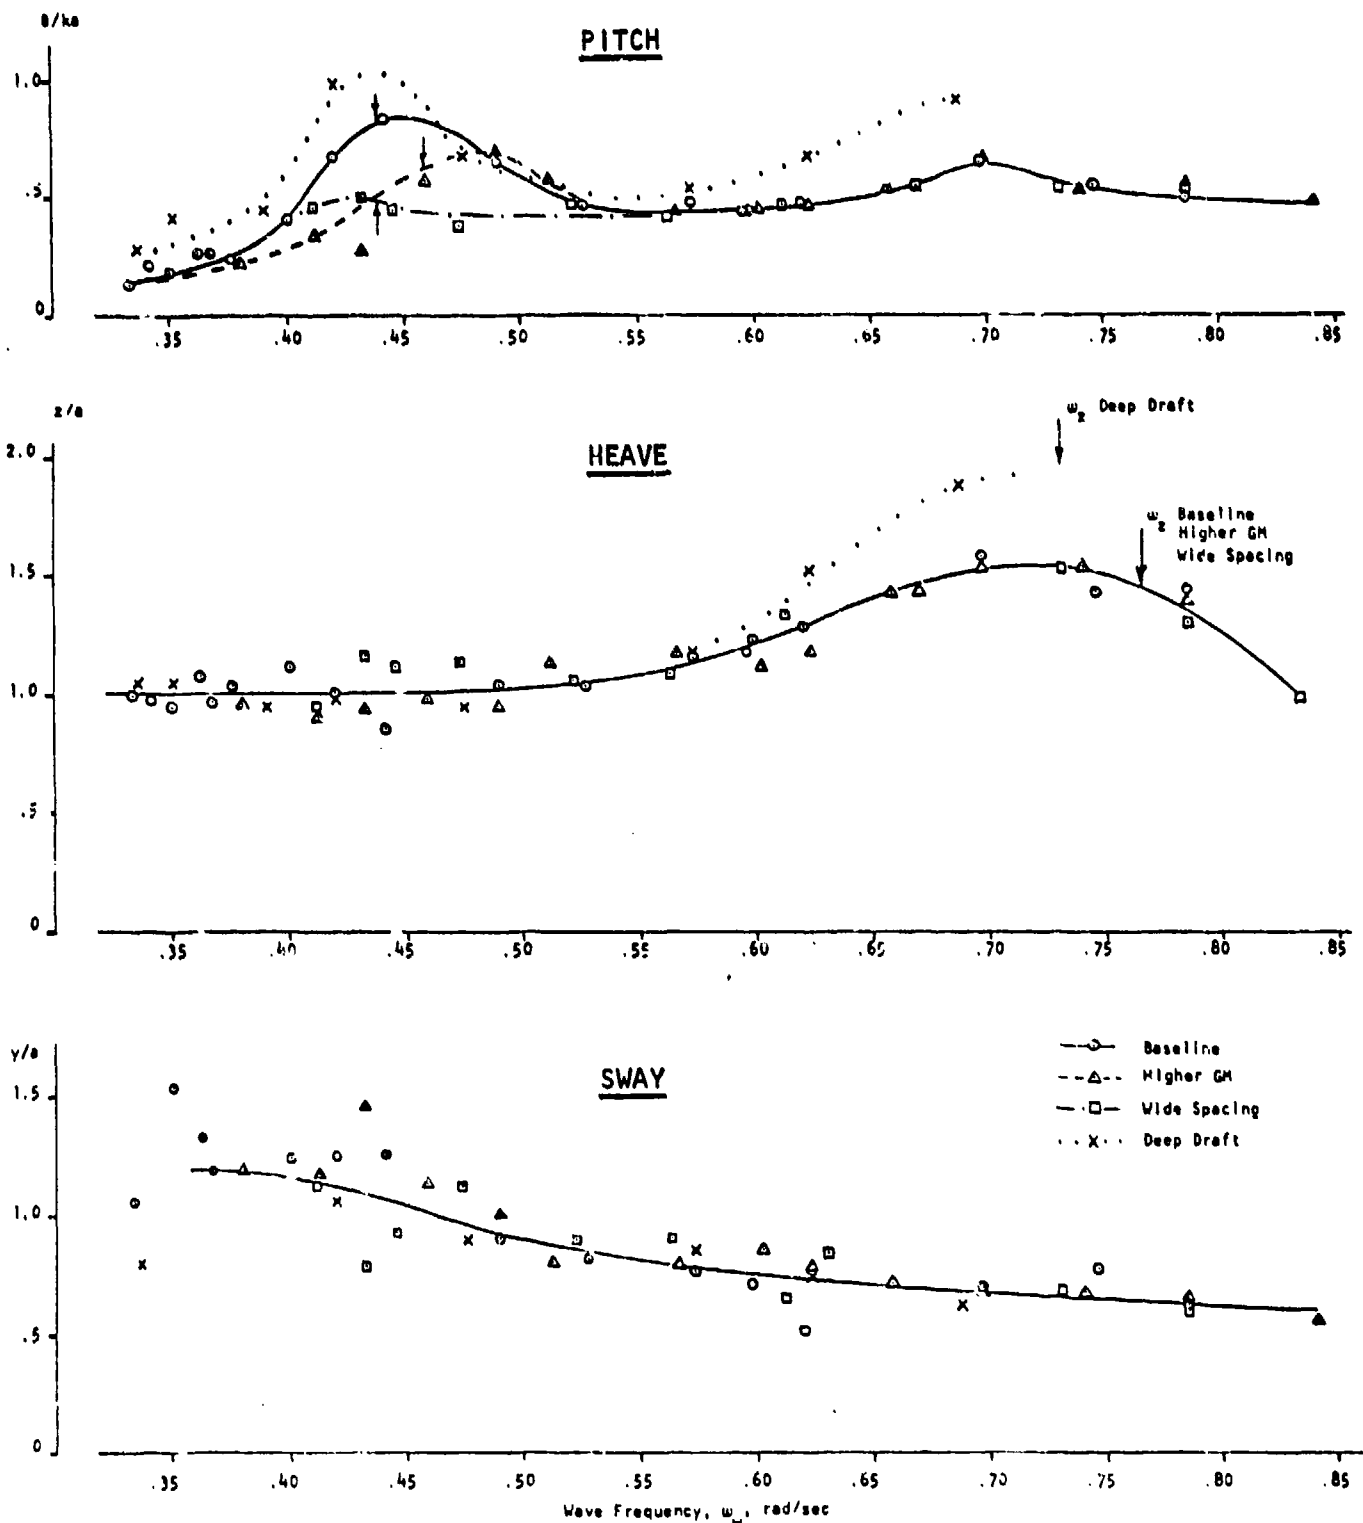 θ/ka
PITCH
1.0
.5
0
.35 .40 .45 .50 .55 .60 .65 .70 .75 .80 .85
z/a
ω_z Deep Draft
HEAVE
2.0
ω_z Baseline
Higher GM
Wide Spacing
1.5
1.0
.5
0
.35 .40 .45 .50 .55 .60 .65 .70 .75 .80 .85
y/a
SWAY
Baseline
Higher GM
Wide Spacing
Deep Draft
1.5
1.0
.5
0
.35 .40 .45 .50 .55 .60 .65 .70 .75 .80 .85
Wave Frequency, ω_w, rad/sec